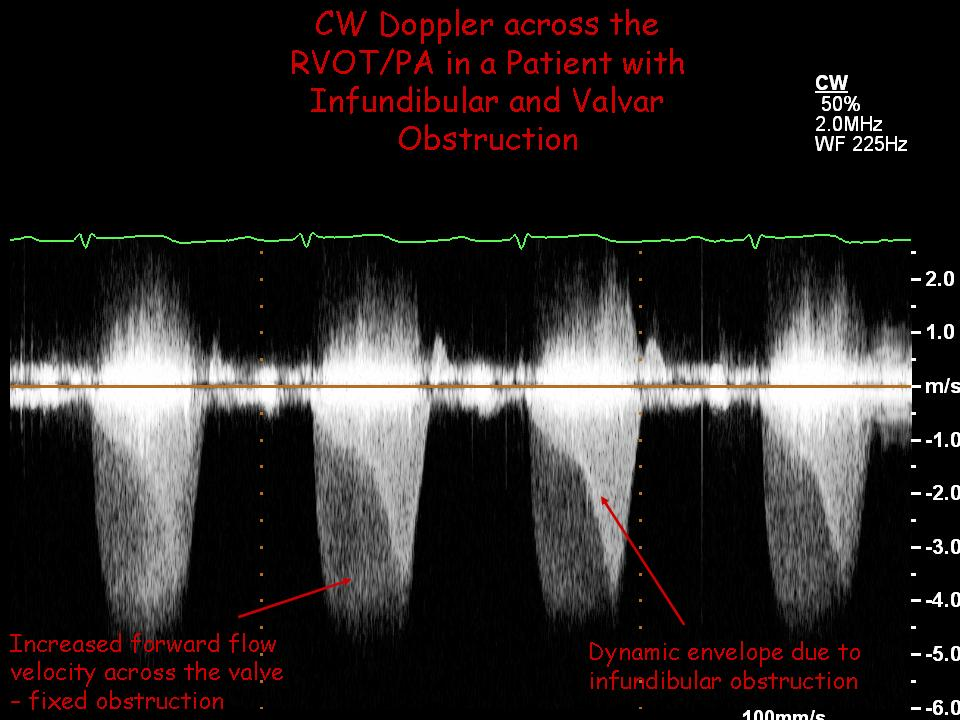 CW Doppler across the
RVOT/PA in a Patient with
Infundibular and Valvar
Obstruction
CW
50%
2.0MHz
WF 225Hz
2.0
1.0
m/s
-1.0
-2.0
-3.0
-4.0
-5.0
-6.0
Increased forward flow
velocity across the valve
– fixed obstruction
Dynamic envelope due to
infundibular obstruction
100mm/s